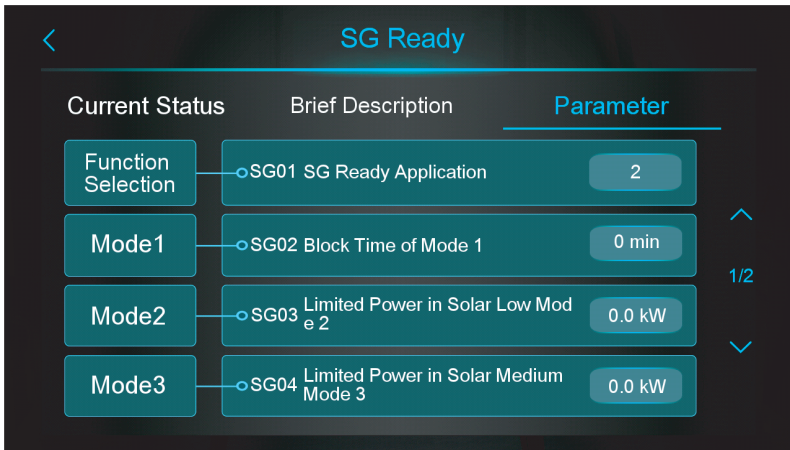 SG Ready
Current Status Brief Description Parameter
Function
Selection
SG01 SG Ready Application 2
Mode1 SG02 Block Time of Mode 1 0 min
1/2
Mode2 SG03 Limited Power in Solar Low Mod
e 2 0.0 kW
Mode3 SG04 Limited Power in Solar Medium
Mode 3 0.0 kW